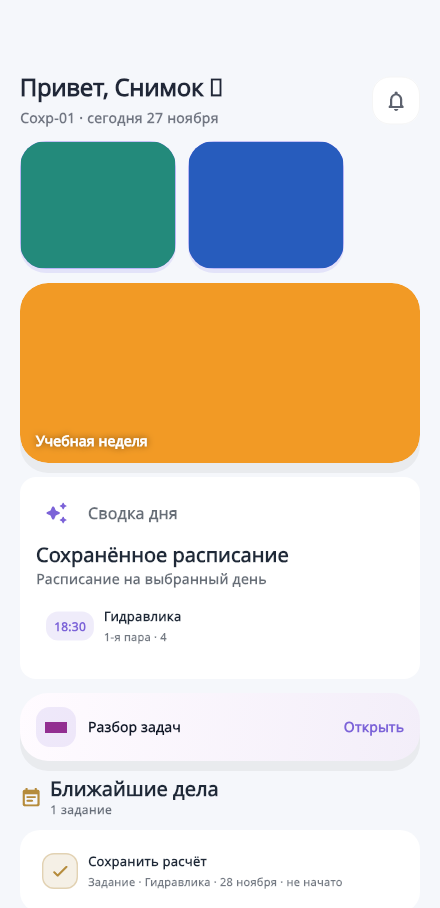 Привет, Снимок
Сохр-01 · сегодня 27 ноября
Учебная неделя
Сводка дня
Сохранённое расписание
Расписание на выбранный день
18:30
Гидравлика
1-я пара · 4
Разбор задач
Открыть
Ближайшие дела
1 задание
Сохранить расчёт
Задание · Гидравлика · 28 ноября · не начато